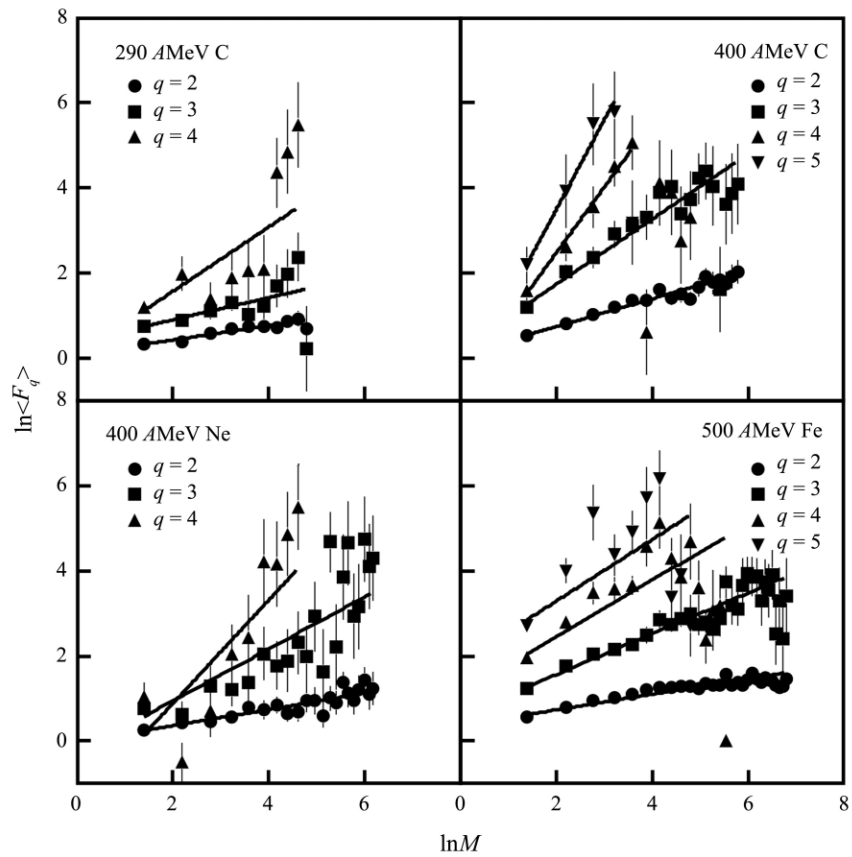 8
6
4
2
0
290 AMeV C
q = 2
q = 3
q = 4
400 AMeV C
q = 2
q = 3
q = 4
q = 5
ln<F_q>
8
6
4
2
0
400 AMeV Ne
q = 2
q = 3
q = 4
500 AMeV Fe
q = 2
q = 3
q = 4
q = 5
0 2 4 6 0 2 4 6 8
lnM